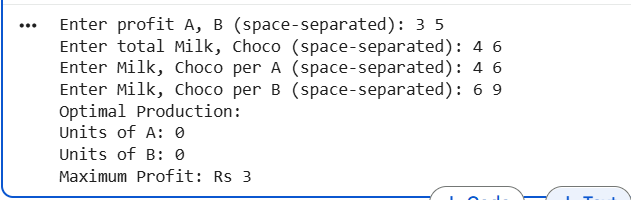 Enter profit A, B (space-separated): 3 5
Enter total Milk, Choco (space-separated): 4 6
Enter Milk, Choco per A (space-separated): 4 6
Enter Milk, Choco per B (space-separated): 6 9
Optimal Production:
Units of A: 0
Units of B: 0
Maximum Profit: Rs 3